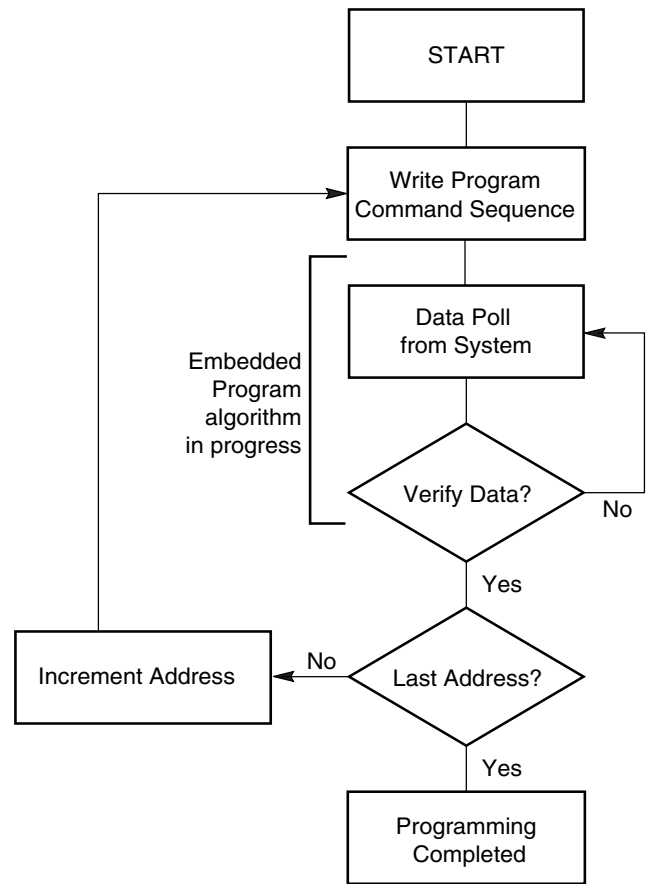 START
Write Program
Command Sequence
Data Poll
from System
Embedded
Program
algorithm
in progress
Verify Data?
No
Yes
Increment Address
No
Last Address?
Yes
Programming
Completed